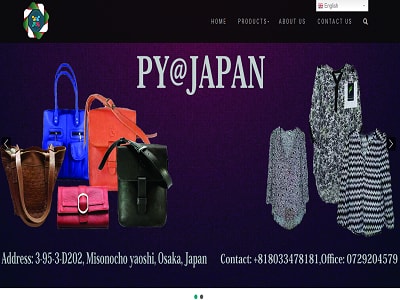 English
HOME PRODUCTS ABOUT US CONTACT US
PY@JAPAN
Address: 3-95-3-D202, Misonocho yaoshi, Osaka, Japan Contact: +818033478181,Office: 0729204579